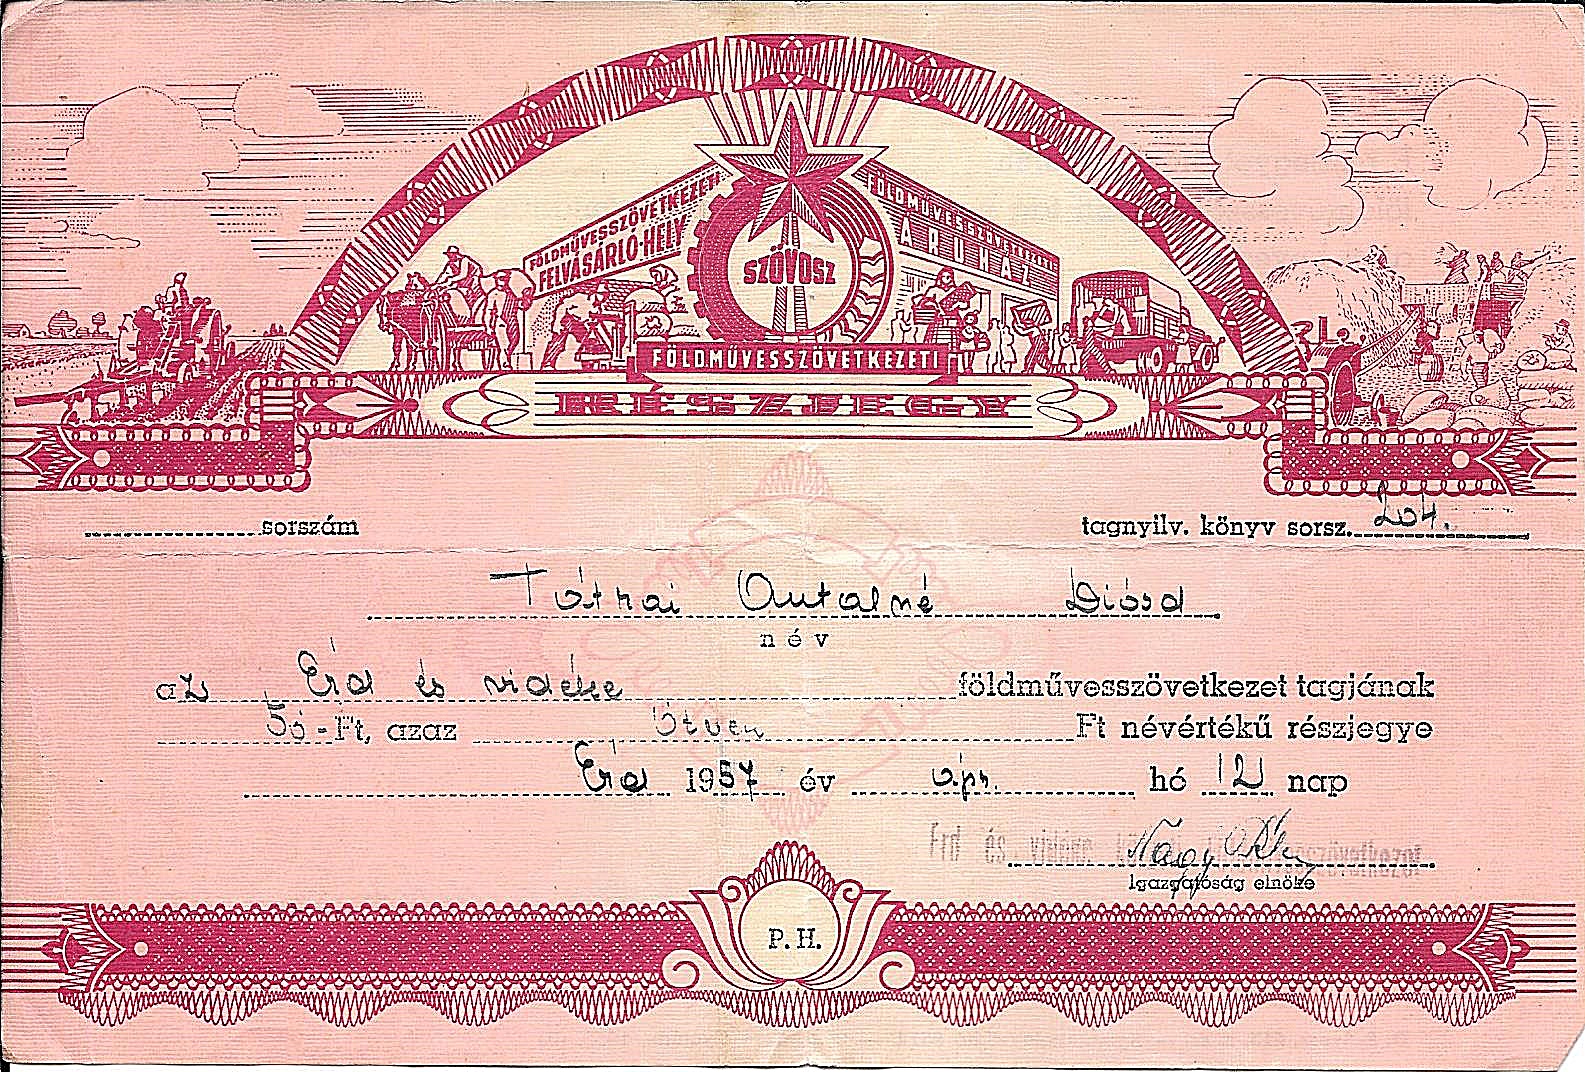 FÖLDMŰVESSZÖVETKEZETI
FELVÁSÁRLÓ-HELY
FÖLDMŰVESSZÖVETKEZETI
ÁRUHÁZ
SZÖVOSZ
FÖLDMŰVESSZÖVETKEZETI
RÉSZJEGY
sorszám
tagnyilv. könyv sorsz. 204.
Tótrai Antalné Diósd
név
az Érd és vidéke földművesszövetkezet tagjának
50 - Ft, azaz Ötven Ft névértékű részjegye
Érd 1957 év ápr. hó 12 nap
Érd és vidéke
Nagy
Igazgatóság elnöke
P. H.